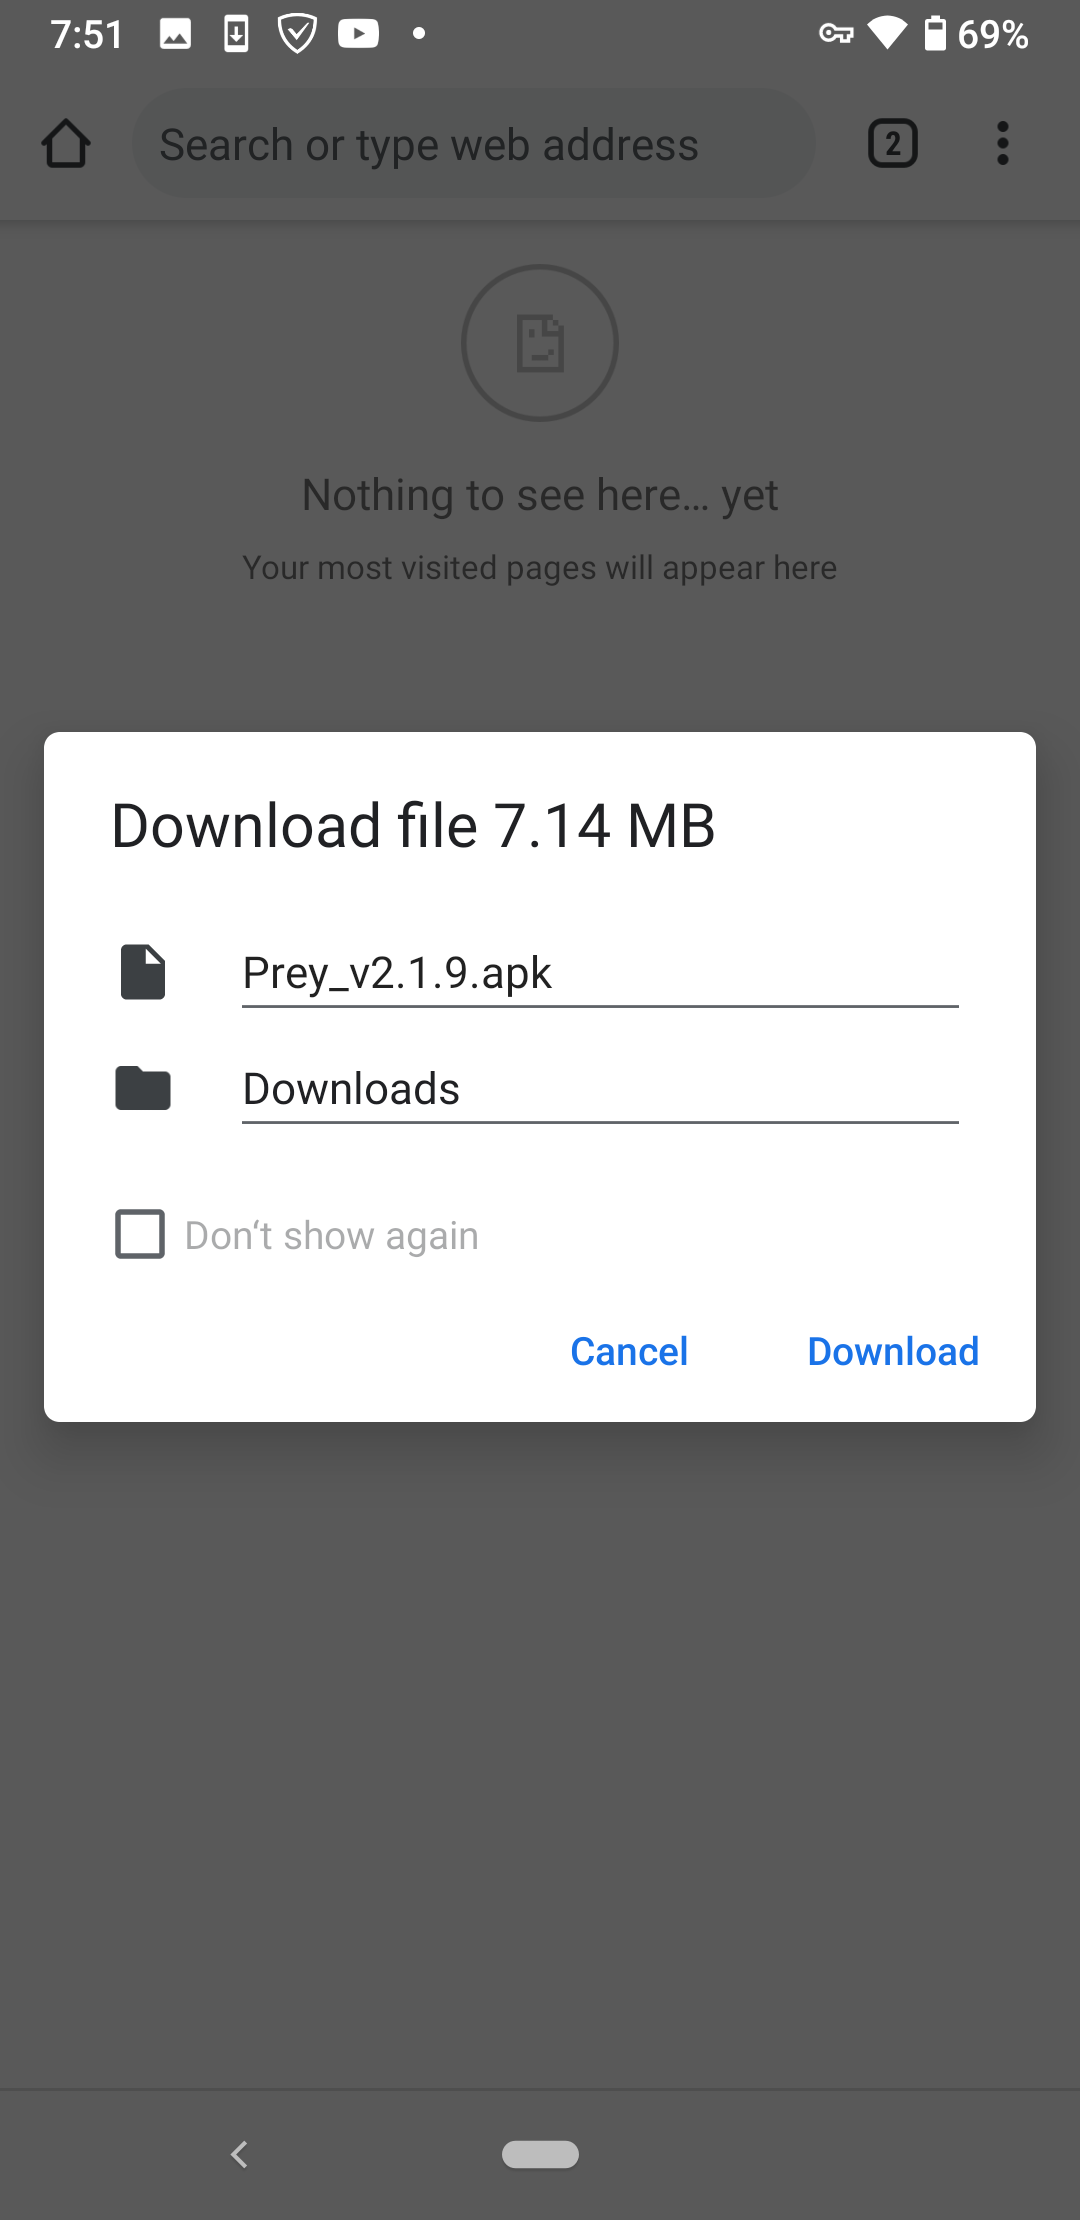 7:51 69%
Search or type web address 2
Nothing to see here… yet
Your most visited pages will appear here
Download file 7.14 MB
Prey_v2.1.9.apk
Downloads
Don‘t show again
Cancel Download